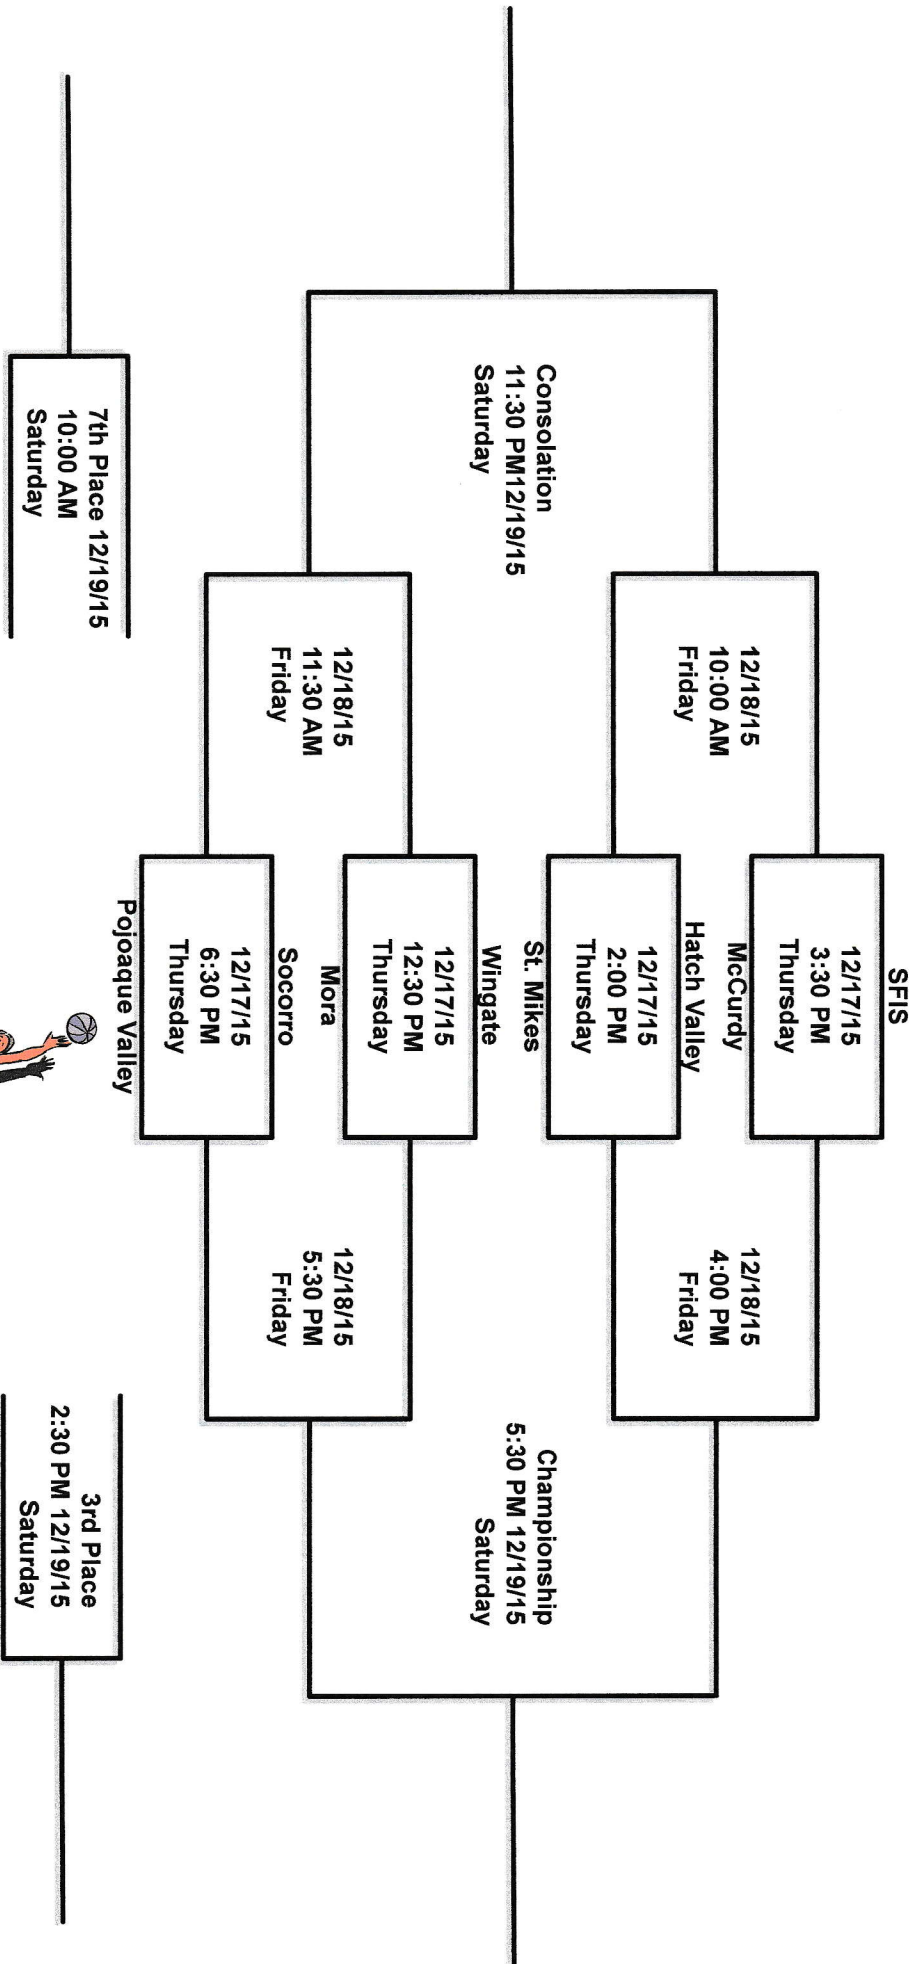 SFIS
12/17/15
3:30 PM
Thursday
McCurdy
12/18/15
10:00 AM
Friday
12/18/15
4:00 PM
Friday
Hatch Valley
12/17/15
2:00 PM
Thursday
St. Mikes
Consolation
11:30 PM12/19/15
Saturday
Championship
5:30 PM 12/19/15
Saturday
Wingate
12/17/15
12:30 PM
Thursday
Mora
12/18/15
11:30 AM
Friday
12/18/15
5:30 PM
Friday
Socorro
12/17/15
6:30 PM
Thursday
Pojoaque Valley
7th Place 12/19/15
10:00 AM
Saturday
3rd Place
2:30 PM 12/19/15
Saturday